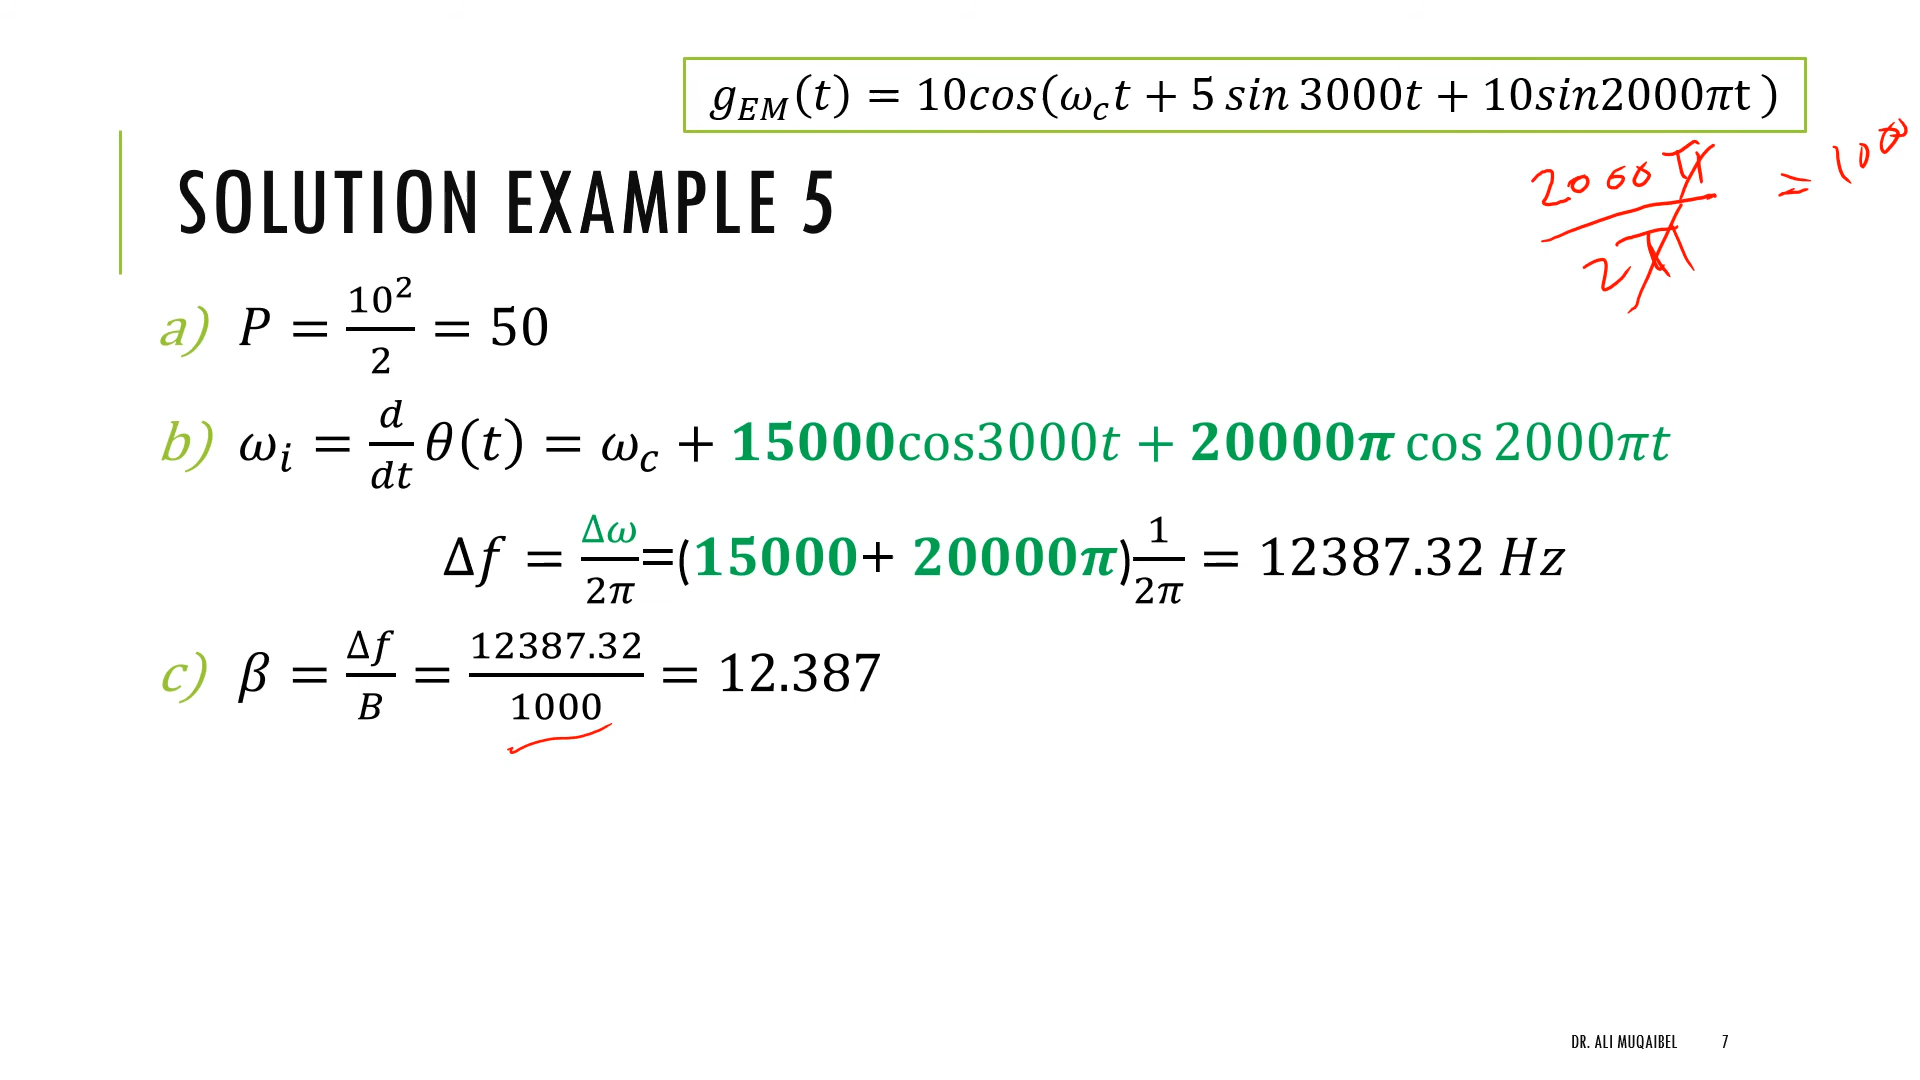 g_EM(t) = 10cos(ω_c t + 5 sin 3000t + 10sin2000πt )
SOLUTION EXAMPLE 5
2000 π / 2π = 1000
a) P = 10² / 2 = 50
b) ω_i = d/dt θ(t) = ω_c + 15000cos3000t + 20000π cos 2000πt
Δf = Δω/2π =(15000+ 20000π) 1/2π = 12387.32 Hz
c) β = Δf/B = 12387.32/1000 = 12.387
DR. ALI MUQAIBEL 7